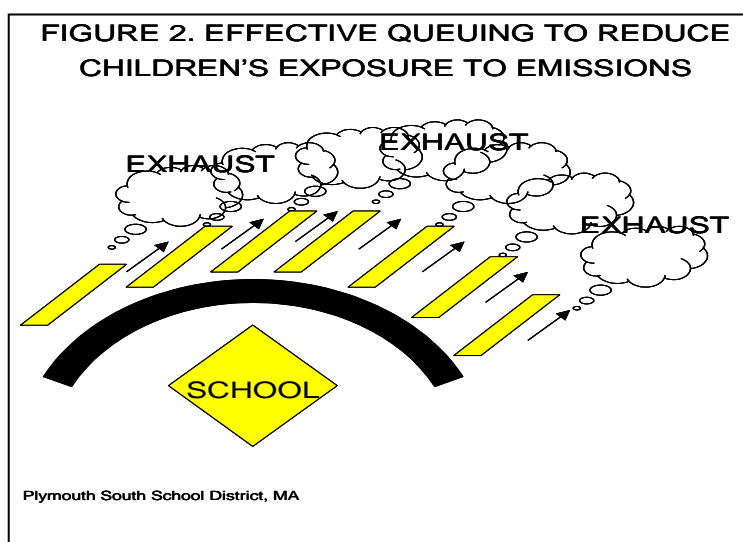 FIGURE 2. EFFECTIVE QUEUING TO REDUCE
CHILDREN'S EXPOSURE TO EMISSIONS
EXHAUST
EXHAUST
EXHAUST
SCHOOL
Plymouth South School District, MA